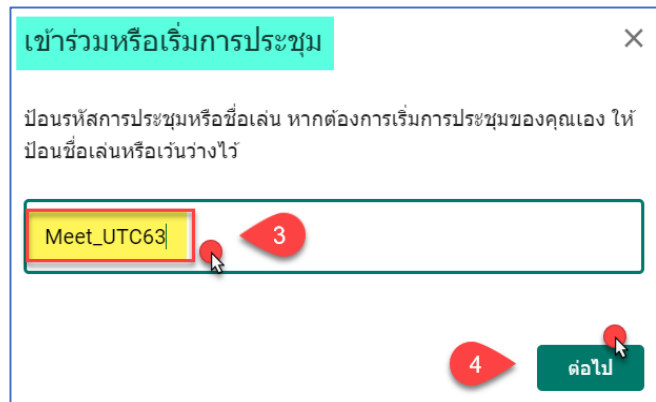 เข้าร่วมหรือเริ่มการประชุม
ป้อนรหัสการประชุมหรือชื่อเล่น หากต้องการเริ่มการประชุมของคุณเอง ให้
ป้อนชื่อเล่นหรือเว้นว่างไว้
Meet_UTC63
3
4
ต่อไป